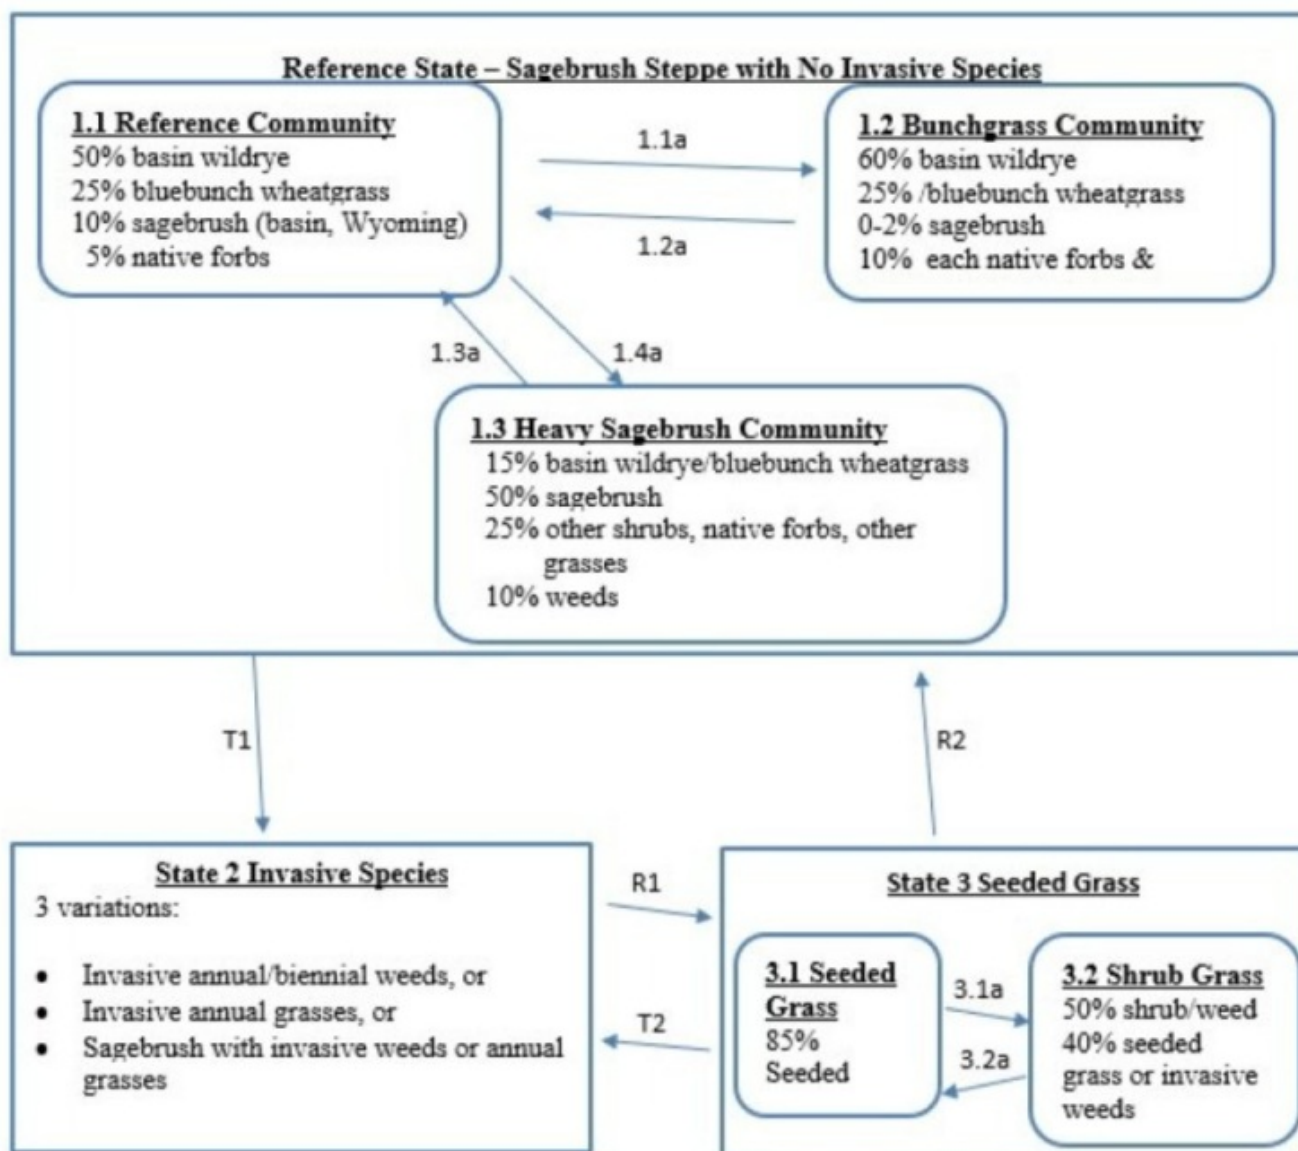 Reference State – Sagebrush Steppe with No Invasive Species
1.1 Reference Community
50% basin wildrye
25% bluebunch wheatgrass
10% sagebrush (basin, Wyoming)
5% native forbs
1.1a
1.2a
1.2 Bunchgrass Community
60% basin wildrye
25% /bluebunch wheatgrass
0-2% sagebrush
10% each native forbs &
1.3a
1.4a
1.3 Heavy Sagebrush Community
15% basin wildrye/bluebunch wheatgrass
50% sagebrush
25% other shrubs, native forbs, other
grasses
10% weeds
T1
R2
State 2 Invasive Species
3 variations:
• Invasive annual/biennial weeds, or
• Invasive annual grasses, or
• Sagebrush with invasive weeds or annual
grasses
R1
T2
State 3 Seeded Grass
3.1 Seeded
Grass
85%
Seeded
3.1a
3.2a
3.2 Shrub Grass
50% shrub/weed
40% seeded
grass or invasive
weeds